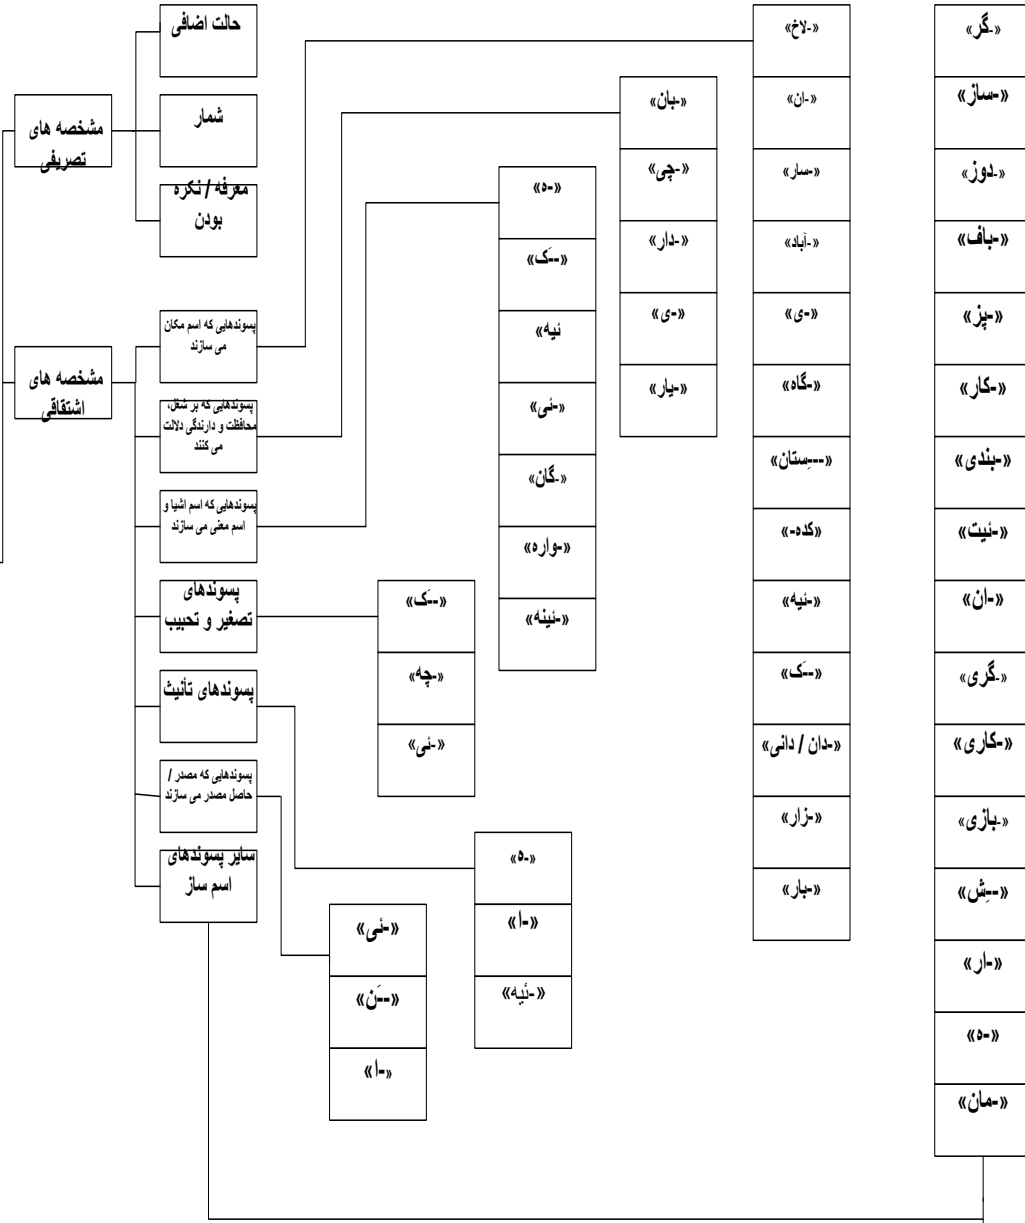 مشخصه های
تصریفی
حالت اضافی
شمار
معرفه / نکره
بودن
مشخصه های
اشتقاقی
پسوندهایی که اسم مکان
می سازند
پسوندهایی که بر شغل،
محافظت و دارندگی دلالت
می کنند
پسوندهایی که اسم اشیا و
اسم معنی می سازند
پسوندهای
تصغیر و تحبیب
پسوندهای تأنیث
پسوندهایی که مصدر /
حاصل مصدر می سازند
سایر پسوندهای
اسم ساز
«-ئی»
«--َن»
«-ا»
«--َک»
«-چه»
«-ئی»
«-ه»
«-ا»
«-ئیه»
«-ه»
«--َک»
ئیه»
«-ئی»
«-گان»
«-واره»
«-ئینه»
«-بان»
«-چی»
«-دار»
«-ی»
«-یار»
«-لاخ»
«-ان»
«-سار»
«-آباد»
«-ی»
«-گاه»
«---ِستان»
«کده-»
«-ئیه»
«--َک»
«-دان / دانی»
«-زار»
«-بار»
«-گر»
«-ساز»
«-دوز»
«-باف»
«-پز»
«-کار»
«-بندی»
«-ئیت»
«-ان»
«-گری»
«-کاری»
«-بازی»
«--ِش»
«-ار»
«-ه»
«-مان»